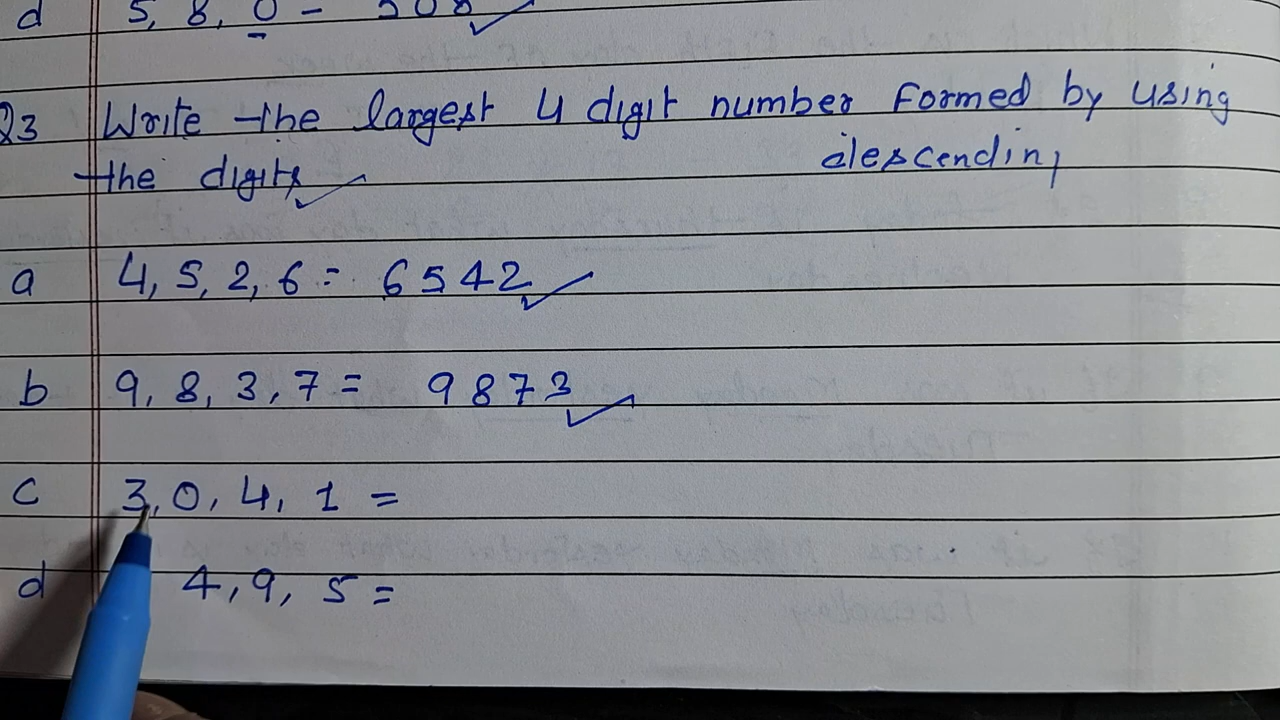 d 5, 8, 0 - 508
Q3 Write the largest 4 digit number formed by using
the digits descending
a 4, 5, 2, 6 = 6542
b 9, 8, 3, 7 = 9873
c 3, 0, 4, 1 =
d 4, 9, 5 =